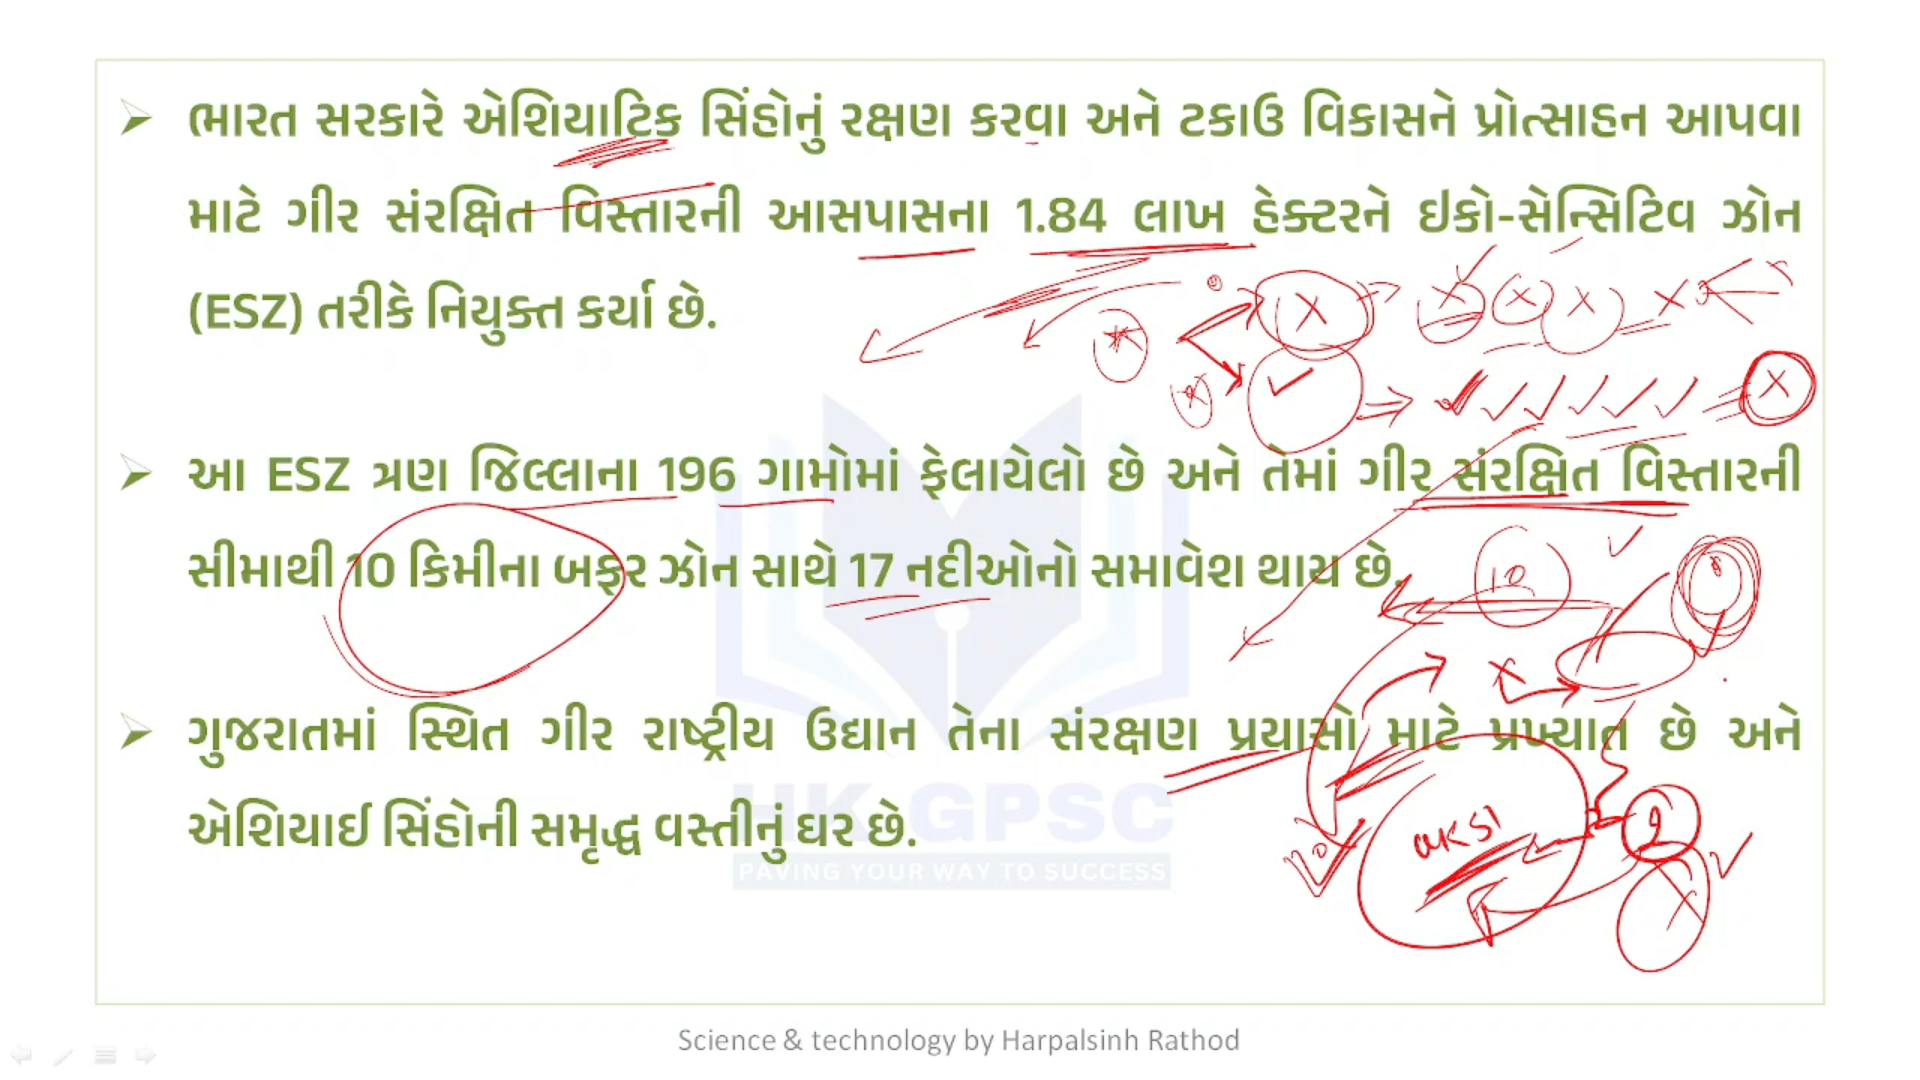 ભારત સરકારે એશિયાટિક સિંહોનું રક્ષણ કરવા અને ટકાઉ વિકાસને પ્રોત્સાહન આપવા
માટે ગીર સંરક્ષિત વિસ્તારની આસપાસના 1.84 લાખ હેક્ટરને ઇકો-સેન્સિટિવ ઝોન
(ESZ) તરીકે નિયુક્ત કર્યા છે.
આ ESZ ત્રણ જિલ્લાના 196 ગામોમાં ફેલાયેલો છે અને તેમાં ગીર સંરક્ષિત વિસ્તારની
સીમાથી 10 કિમીના બફર ઝોન સાથે 17 નદીઓનો સમાવેશ થાય છે.
10
ગુજરાતમાં સ્થિત ગીર રાષ્ટ્રીય ઉદ્યાન તેના સંરક્ષણ પ્રયાસો માટે પ્રખ્યાત છે અને
એશિયાઈ સિંહોની સમૃદ્ધ વસ્તીનું ઘર છે.
HK GPSC
PAVING YOUR WAY TO SUCCESS
Science & technology by Harpalsinh Rathod